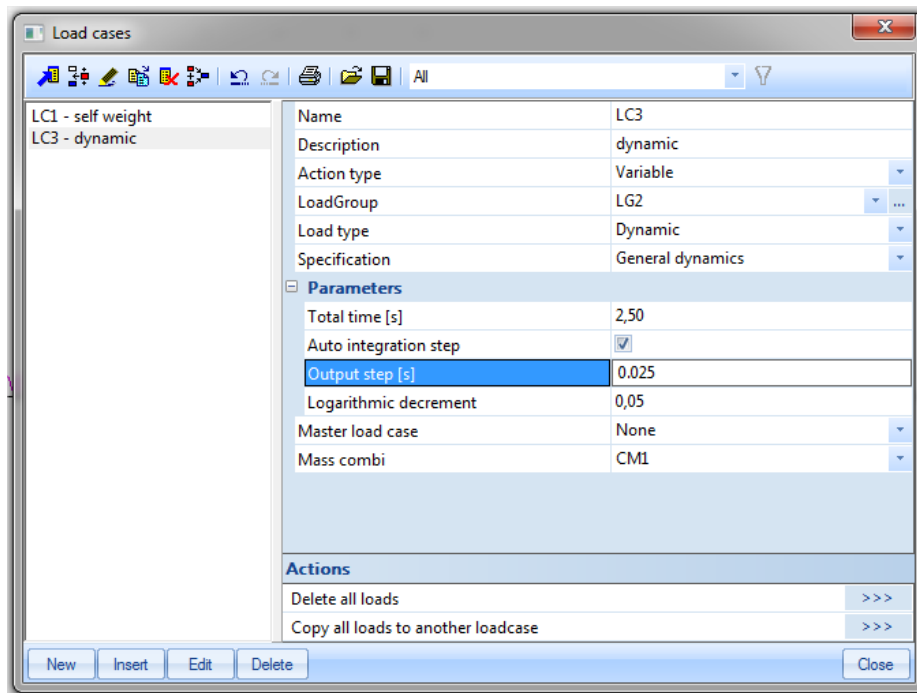 Load cases
All
LC1 - self weight
LC3 - dynamic
Name LC3
Description dynamic
Action type Variable
LoadGroup LG2 ...
Load type Dynamic
Specification General dynamics
Parameters
Total time [s] 2,50
Auto integration step
Output step [s] 0.025
Logarithmic decrement 0,05
Master load case None
Mass combi CM1
Actions
Delete all loads >>>
Copy all loads to another loadcase >>>
New Insert Edit Delete Close